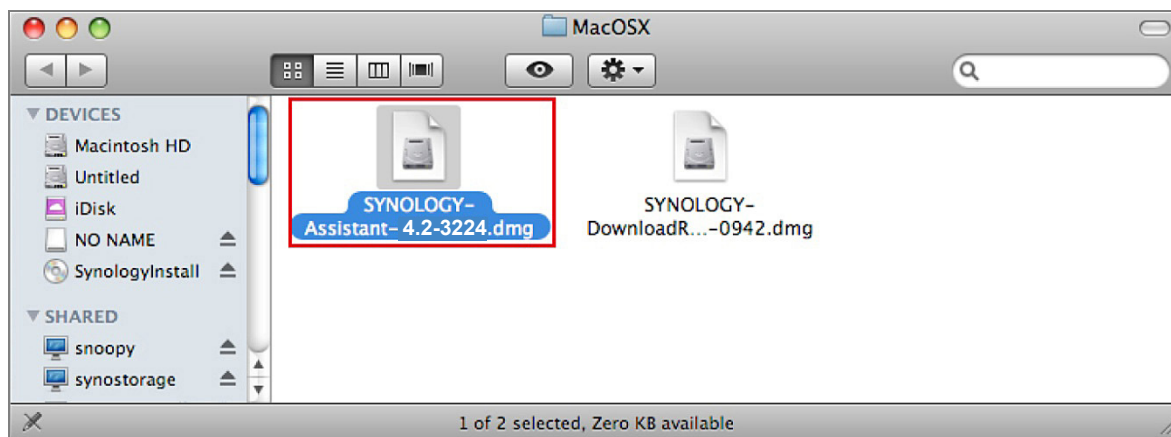 MacOSX
DEVICES
Macintosh HD
Untitled
iDisk
NO NAME
SynologyInstall
SHARED
snoopy
synostorage
SYNOLOGY-
Assistant- 4.2-3224.dmg
SYNOLOGY-
DownloadR...-0942.dmg
1 of 2 selected, Zero KB available